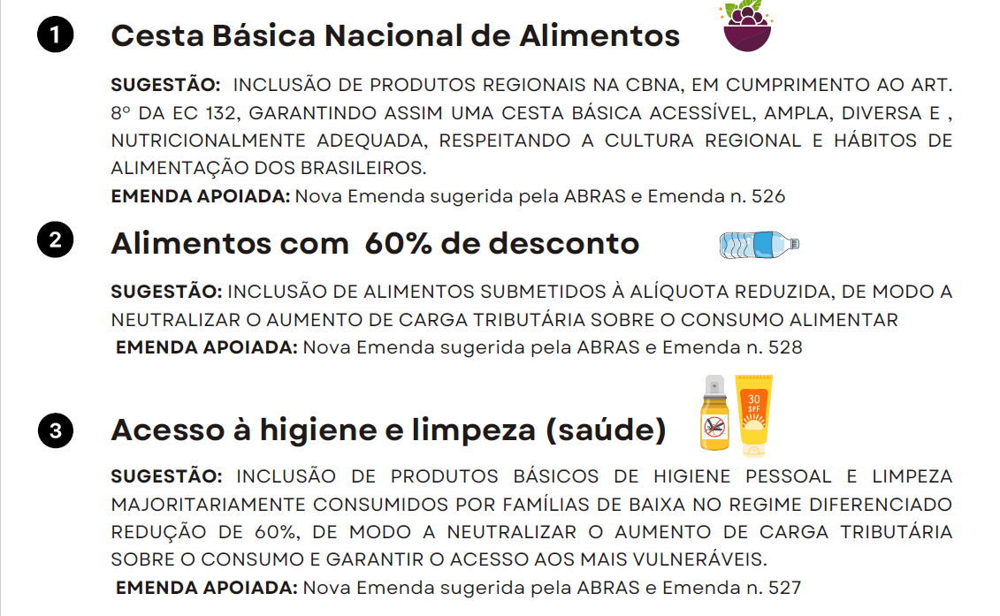 1 Cesta Básica Nacional de Alimentos
SUGESTÃO: INCLUSÃO DE PRODUTOS REGIONAIS NA CBNA, EM CUMPRIMENTO AO ART.
8º DA EC 132, GARANTINDO ASSIM UMA CESTA BÁSICA ACESSÍVEL, AMPLA, DIVERSA E ,
NUTRICIONALMENTE ADEQUADA, RESPEITANDO A CULTURA REGIONAL E HÁBITOS DE
ALIMENTAÇÃO DOS BRASILEIROS.
EMENDA APOIADA: Nova Emenda sugerida pela ABRAS e Emenda n. 526
2 Alimentos com 60% de desconto
SUGESTÃO: INCLUSÃO DE ALIMENTOS SUBMETIDOS À ALÍQUOTA REDUZIDA, DE MODO A
NEUTRALIZAR O AUMENTO DE CARGA TRIBUTÁRIA SOBRE O CONSUMO ALIMENTAR
EMENDA APOIADA: Nova Emenda sugerida pela ABRAS e Emenda n. 528
30
SPF
3 Acesso à higiene e limpeza (saúde)
SUGESTÃO: INCLUSÃO DE PRODUTOS BÁSICOS DE HIGIENE PESSOAL E LIMPEZA
MAJORITARIAMENTE CONSUMIDOS POR FAMÍLIAS DE BAIXA NO REGIME DIFERENCIADO
REDUÇÃO DE 60%, DE MODO A NEUTRALIZAR O AUMENTO DE CARGA TRIBUTÁRIA
SOBRE O CONSUMO E GARANTIR O ACESSO AOS MAIS VULNERÁVEIS.
EMENDA APOIADA: Nova Emenda sugerida pela ABRAS e Emenda n. 527